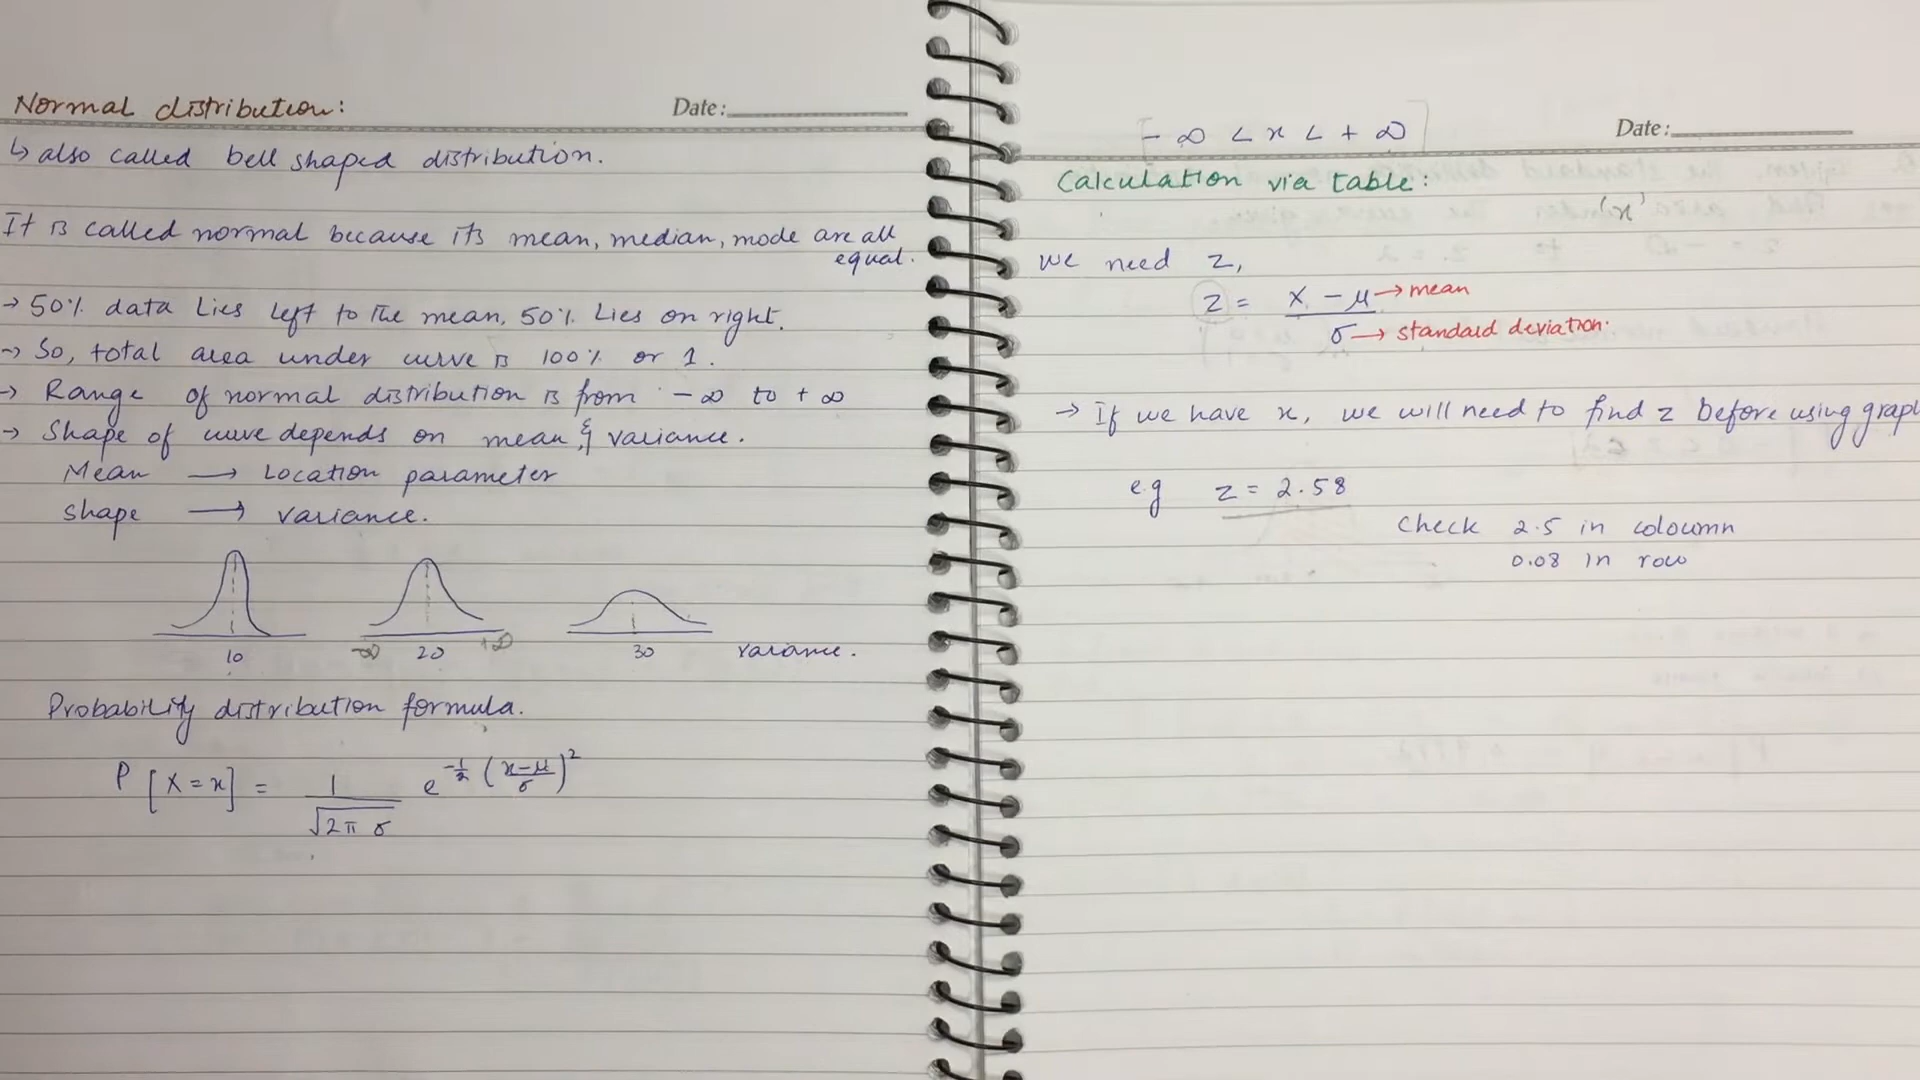 Normal distribution:
Date:
↳ also called bell shaped distribution.
It is called normal because its mean, median, mode are all
equal.
→ 50% data lies left to the mean, 50% lies on right.
→ So, total area under curve is 100% or 1.
→ Range of normal distribution is from -∞ to +∞
→ Shape of curve depends on mean & variance.
Mean → Location parameter
shape → variance.
10
-∞ 20 +∞
30
variance.
Probability distribution formula.
P [X=x] = 1/√2π σ e^-1/2 (x-μ/σ)^2
-∞ < x < +∞
Date:
Calculation via table:
'x'
we need z,
z = x - μ → mean
σ → standard deviation.
→ If we have x, we will need to find z before using graph
e.g z = 2.58
Check 2.5 in coloumn
0.08 in row